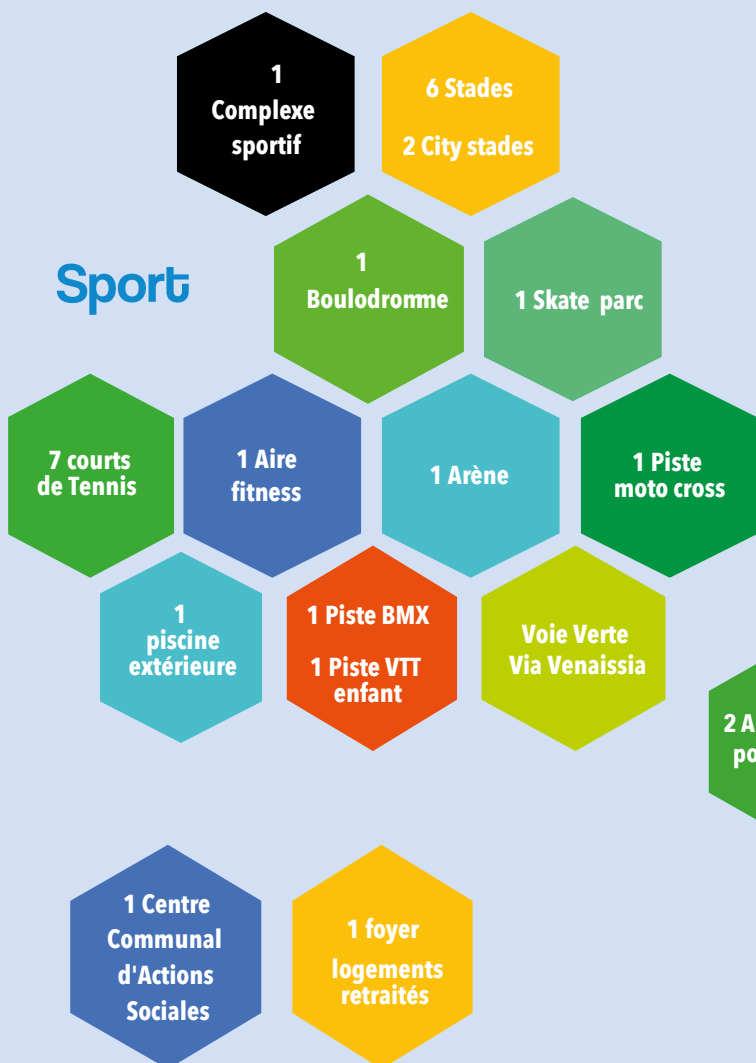 1
Complexe
sportif
6 Stades
2 City stades
Sport
1
Boulodromme
1 Skate parc
7 courts
de Tennis
1 Aire
fitness
1 Arène
1 Piste
moto cross
1
piscine
extérieure
1 Piste BMX
1 Piste VTT
enfant
Voie Verte
Via Venaissia
2 A
po
1 Centre
Communal
d'Actions
Sociales
1 foyer
logements
retraités